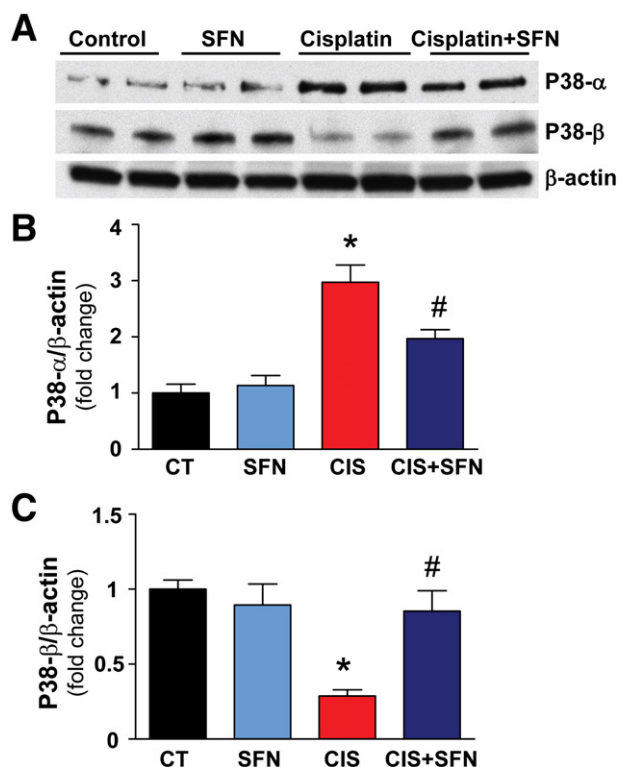 A
Control SFN Cisplatin Cisplatin+SFN
P38-α
P38-β
β-actin
B
P38-α/β-actin
(fold change)
4
3
2
1
0
*
#
CT SFN CIS CIS+SFN
C
P38-β/β-actin
(fold change)
1.5
1
0.5
0
*
#
CT SFN CIS CIS+SFN